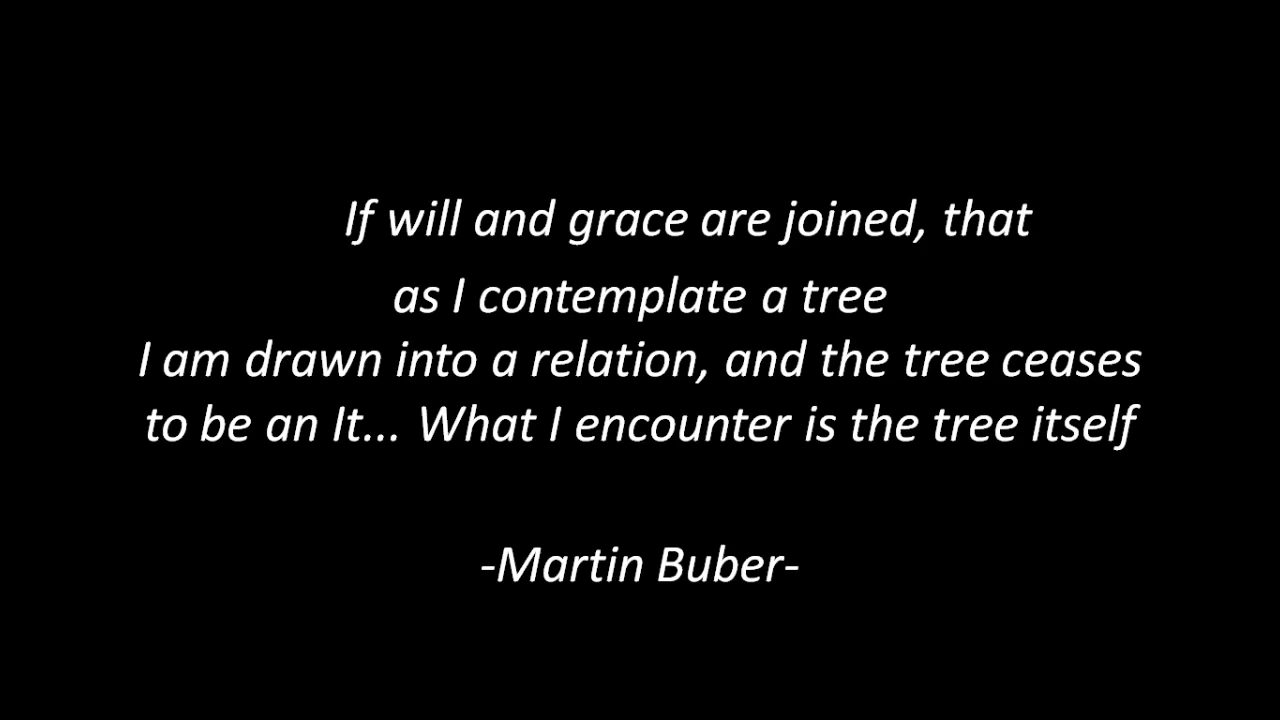 If will and grace are joined, that
as I contemplate a tree
I am drawn into a relation, and the tree ceases
to be an It... What I encounter is the tree itself
-Martin Buber-